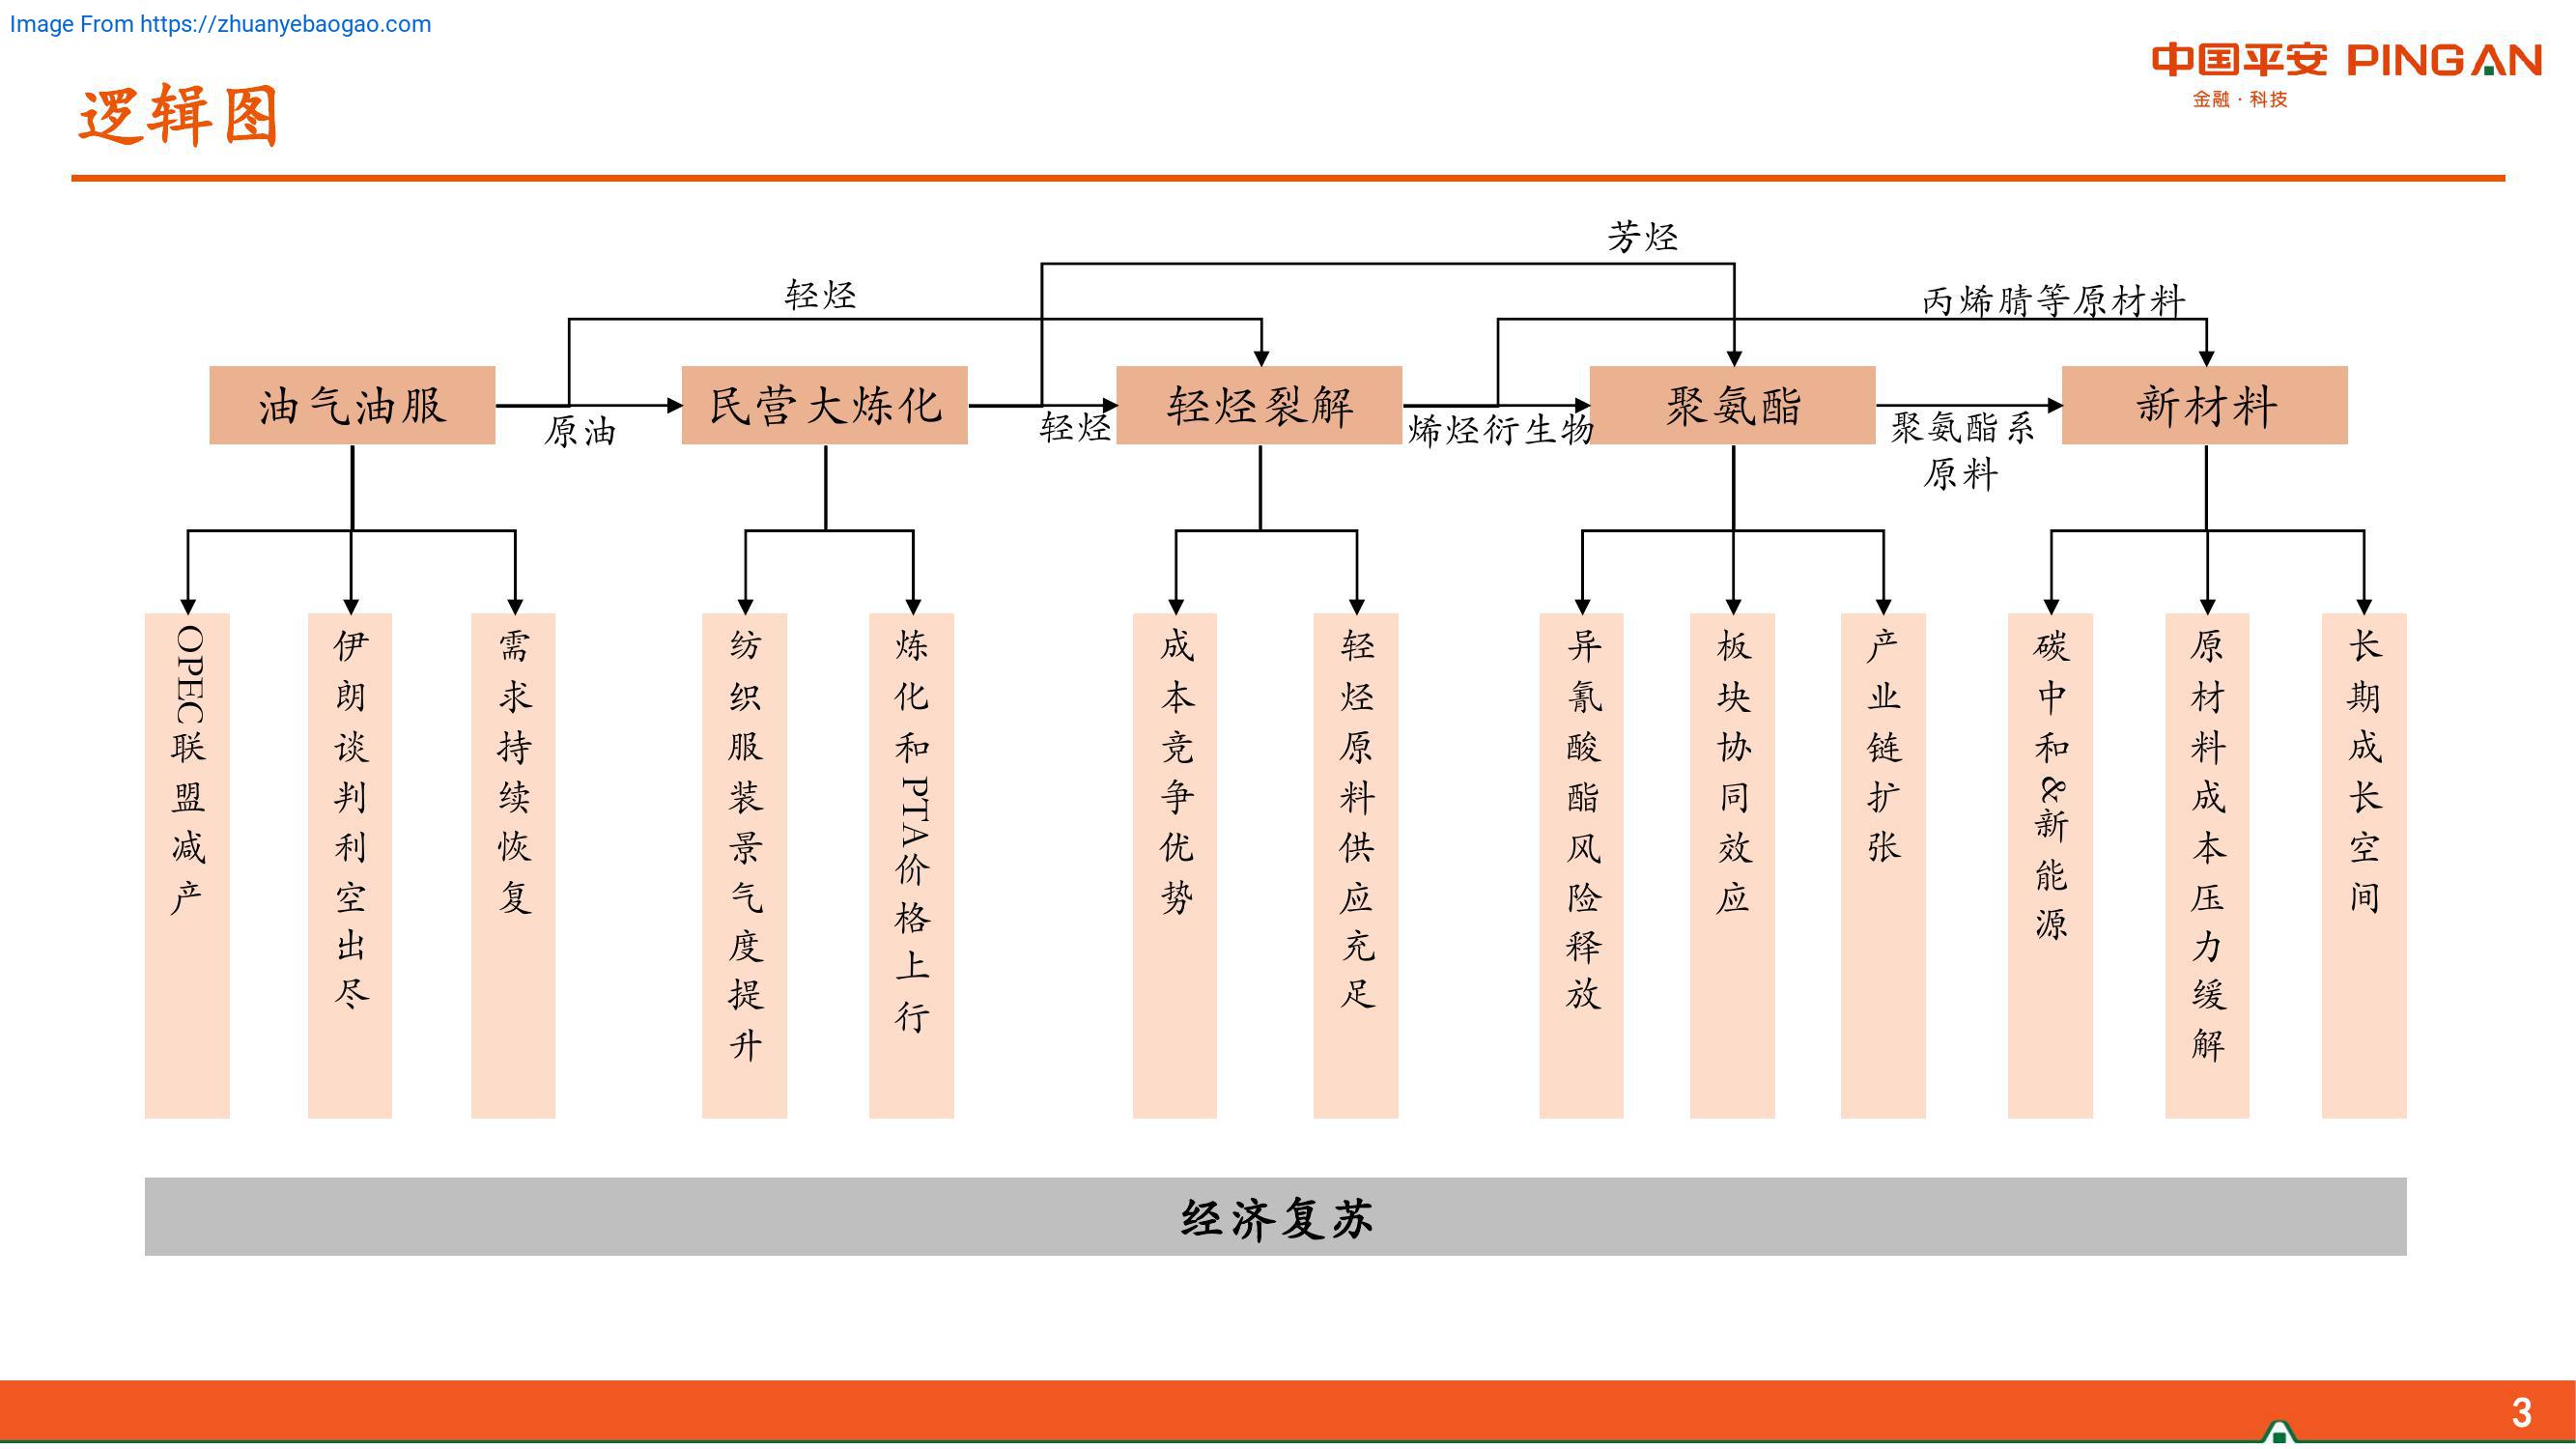 Image From https://zhuanyebaogao.com
中国平安 PINGAN
金融·科技
逻辑图
芳烃
轻烃
丙烯腈等原材料
油气油服
民营大炼化
轻烃裂解
聚氨酯
新材料
原油
轻烃
烯烃衍生物
聚氨酯系
原料
OPEC联盟减产
伊朗谈判利空出尽
需求持续恢复
纺织服装景气度提升
炼化和PTA价格上行
成本竞争优势
轻烃原料供应充足
异氰酸酯风险释放
板块协同效应
产业链扩张
碳中和&新能源
原材料成本压力缓解
长期成长空间
经济复苏
3